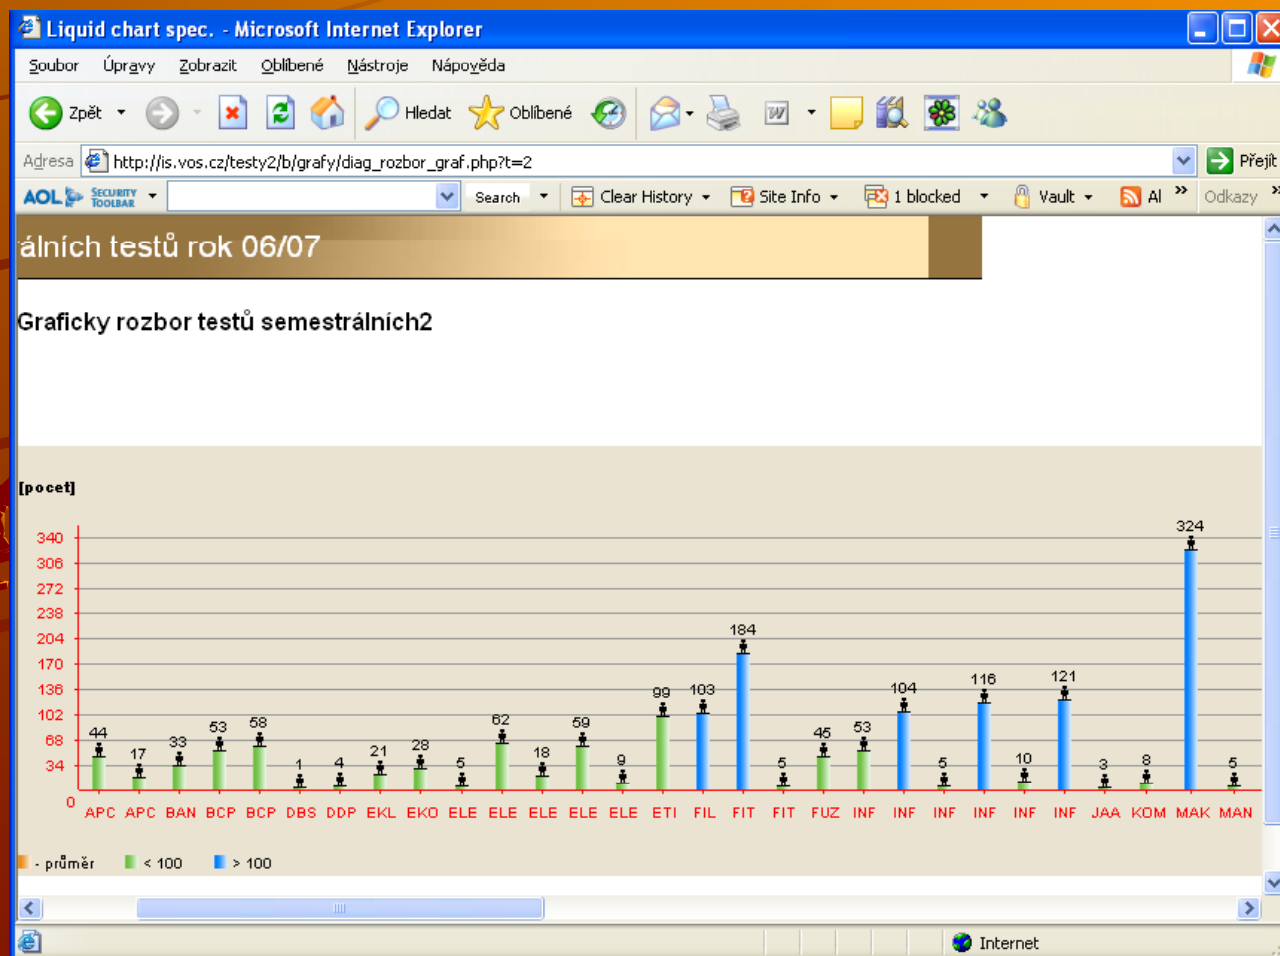 Liquid chart spec. - Microsoft Internet Explorer
Soubor Úpravy Zobrazit Oblíbené Nástroje Nápověda
Zpět Hledat Oblíbené
Adresa http://is.vos.cz/testy2/b/grafy/diag_rozbor_graf.php?t=2 Přejít
AOL SECURITY TOOLBAR Search Clear History Site Info 1 blocked Vault Al » Odkazy »
álních testů rok 06/07
Graficky rozbor testů semestrálních2
[pocet]
324
340
306
272
238
204 184
170
136 99 103 104 116 121
102
68 44 17 33 53 58 1 4 21 28 5 62 18 59 9 5 45 53 5 10 3 8 5
34
0
APC APC BAN BCP BCP DBS DDP EKL EKO ELE ELE ELE ELE ELE ETI FIL FIT FIT FUZ INF INF INF INF INF INF JAA KOM MAK MAN
- průměr < 100 > 100
Internet